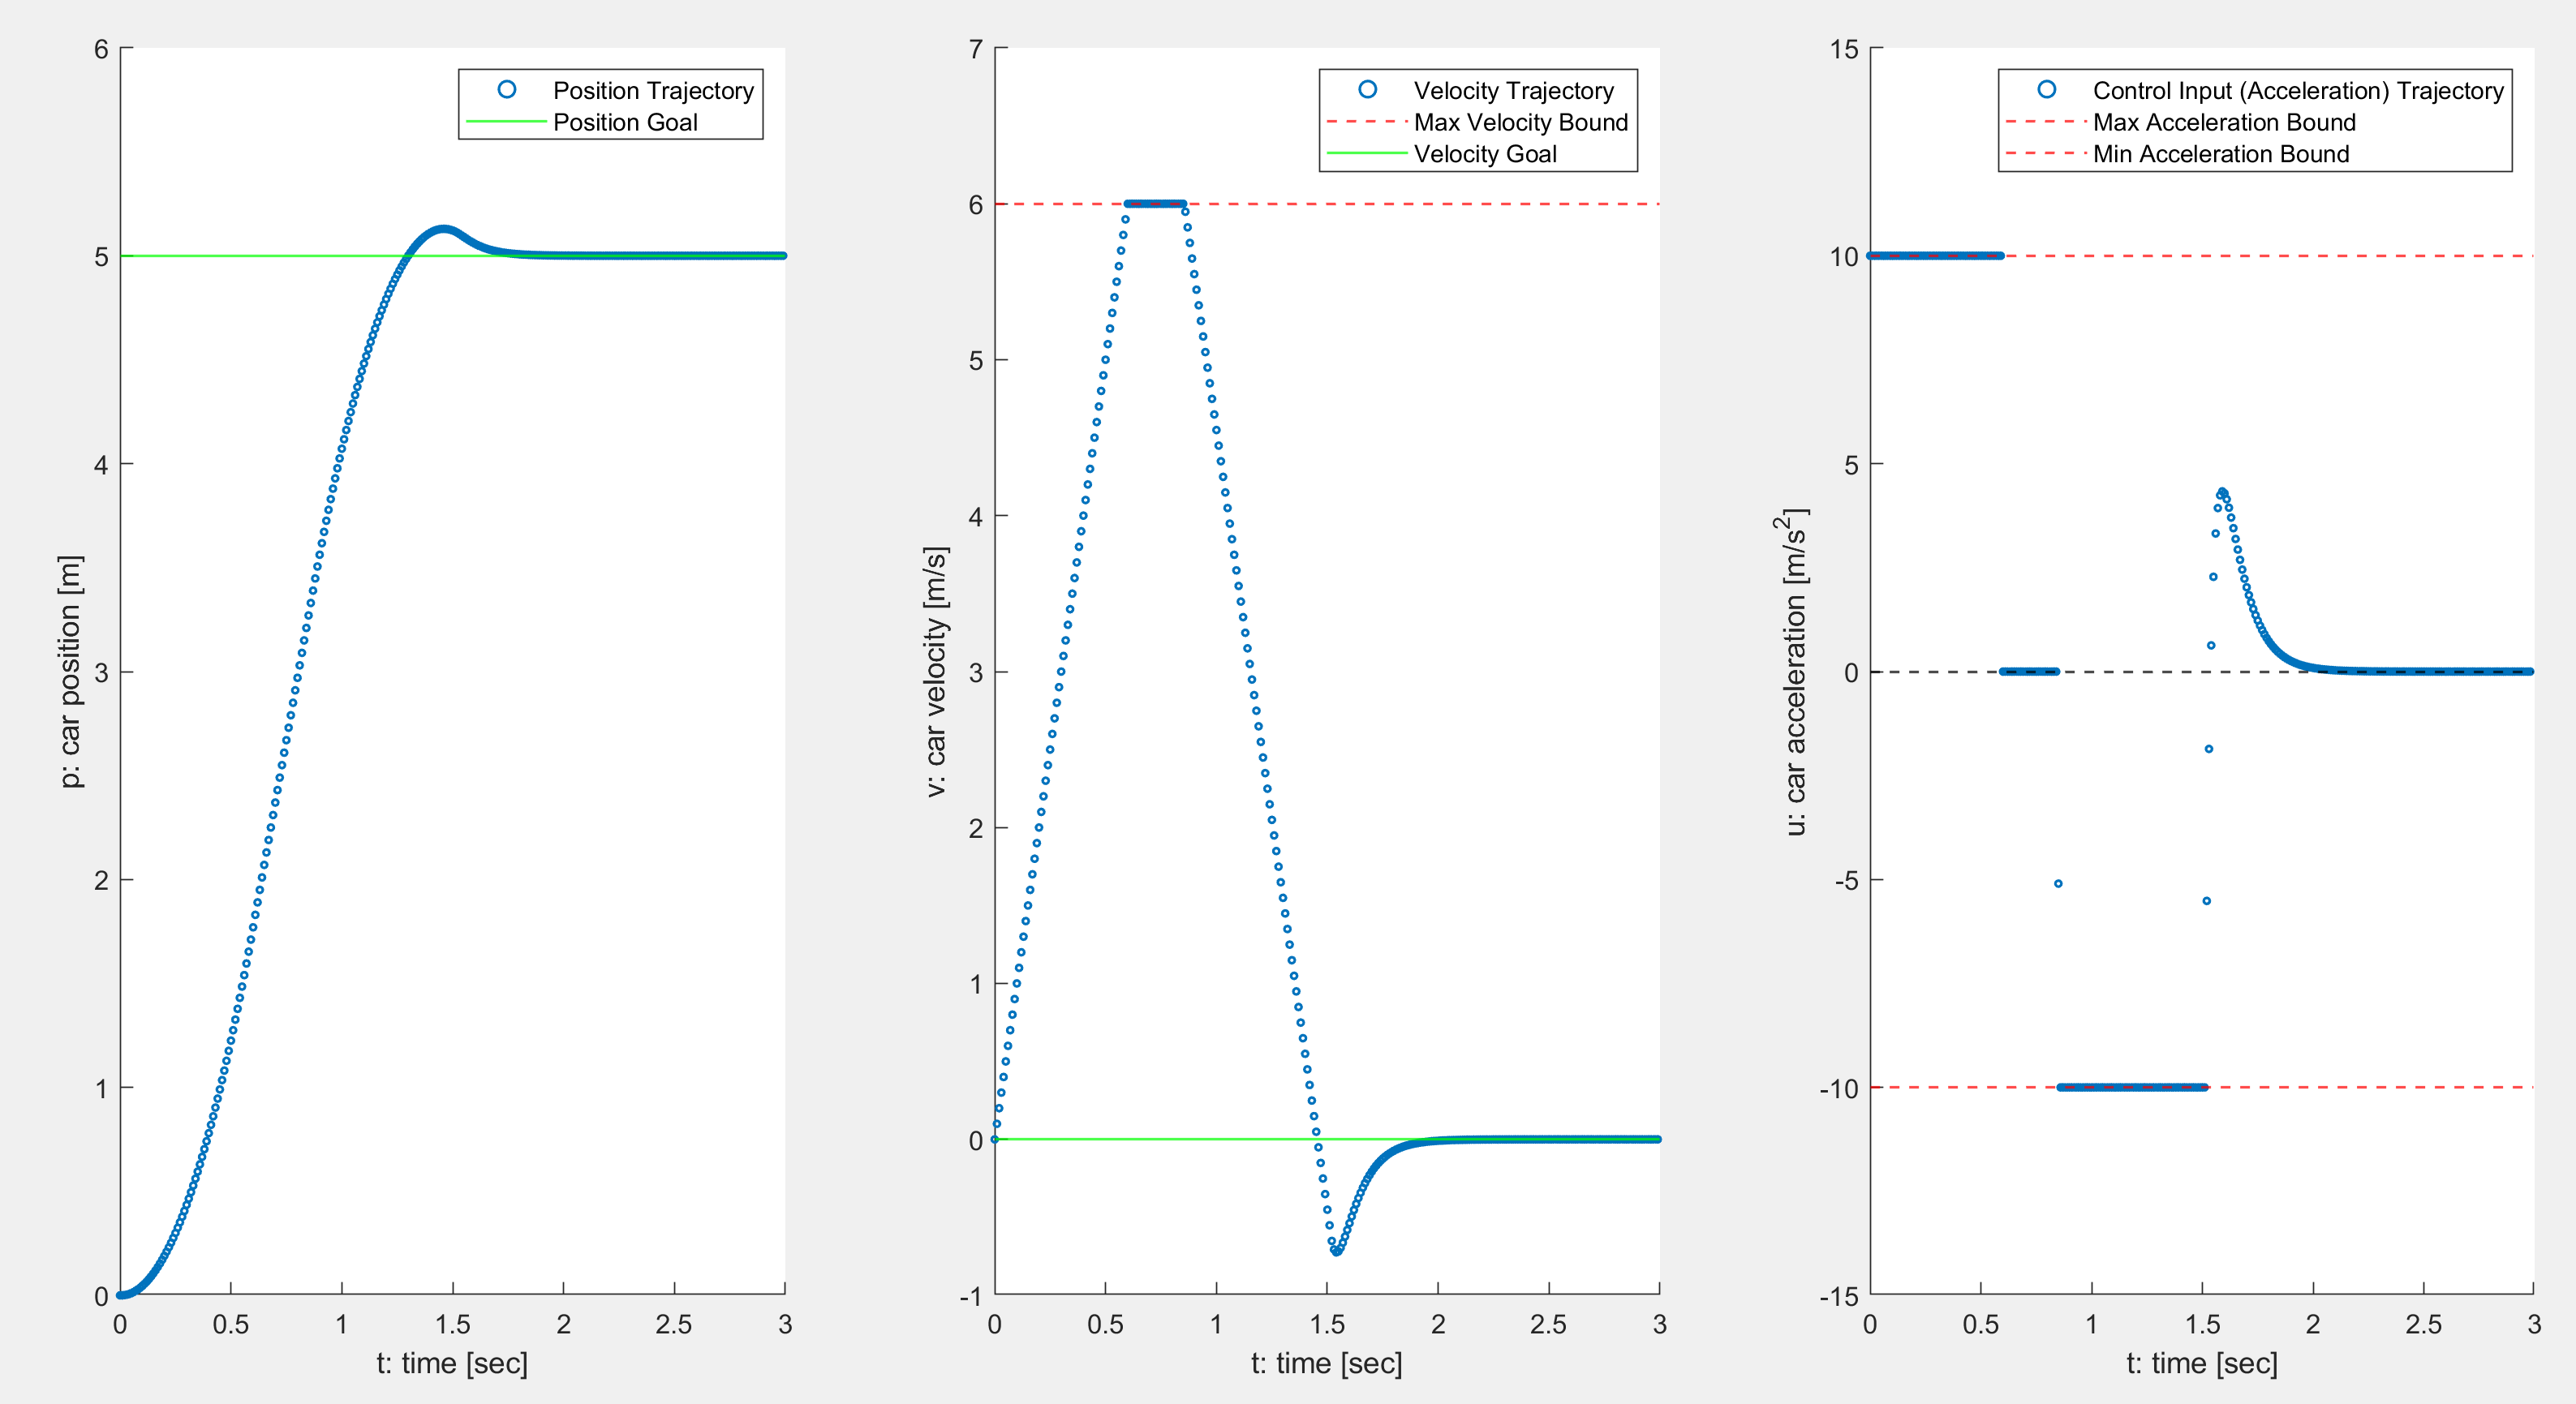 6
5
4
3
2
1
0
0 0.5 1 1.5 2 2.5 3
p: car position [m]
t: time [sec]
Position Trajectory
Position Goal
7
6
5
4
3
2
1
0
-1
0 0.5 1 1.5 2 2.5 3
v: car velocity [m/s]
t: time [sec]
Velocity Trajectory
Max Velocity Bound
Velocity Goal
15
10
5
0
-5
-10
-15
0 0.5 1 1.5 2 2.5 3
u: car acceleration [m/s²]
t: time [sec]
Control Input (Acceleration) Trajectory
Max Acceleration Bound
Min Acceleration Bound